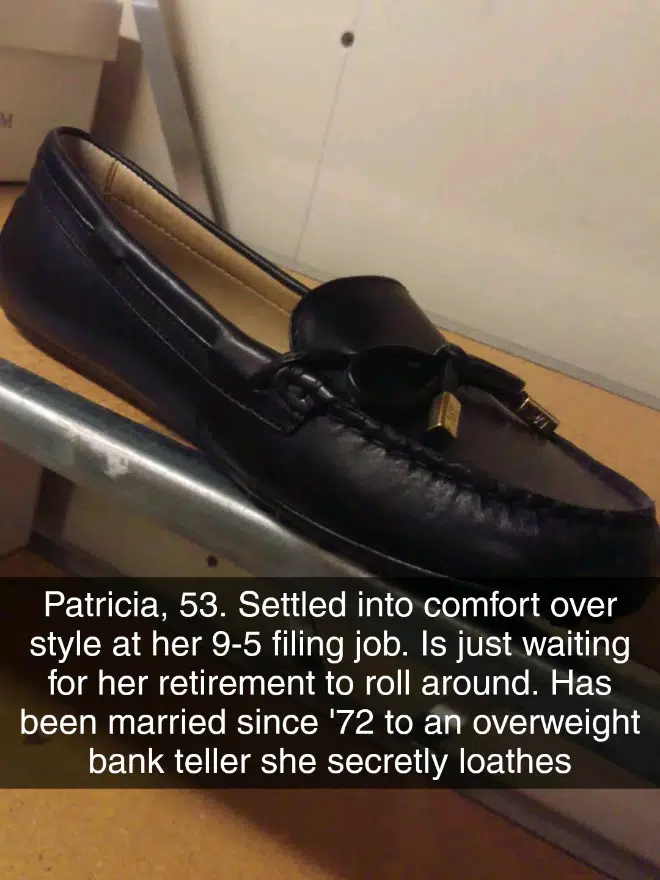 M
Patricia, 53. Settled into comfort over
style at her 9-5 filing job. Is just waiting
for her retirement to roll around. Has
been married since '72 to an overweight
bank teller she secretly loathes